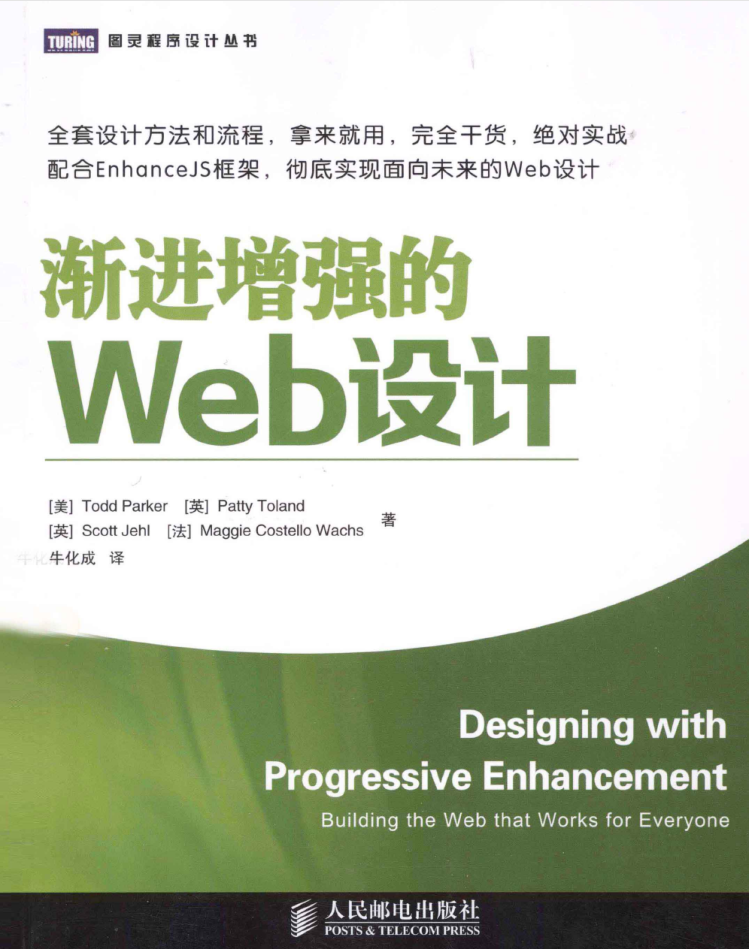 TURING 图灵程序设计丛书
全套设计方法和流程，拿来就用，完全干货，绝对实战
配合EnhanceJS框架，彻底实现面向未来的Web设计
渐进增强的
Web设计
[美] Todd Parker [英] Patty Toland
[英] Scott Jehl [法] Maggie Costello Wachs 著
牛化成 译
Designing with
Progressive Enhancement
Building the Web that Works for Everyone
人民邮电出版社
POSTS & TELECOM PRESS